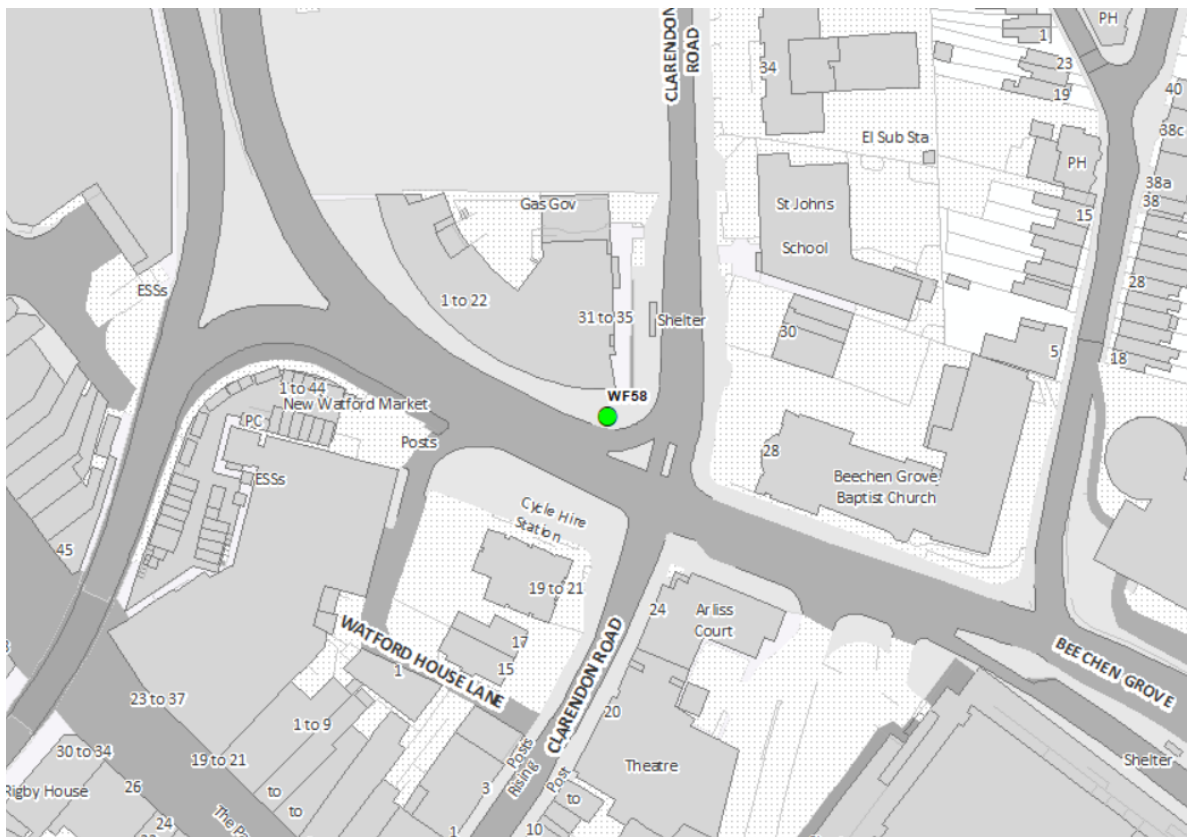 PH
1
23
19
CLARENDON
ROAD
34
40
38c
El Sub Sta
PH
38a
38
15
Gas Gov
St Johns
School
ESSs
28
1 to 22
31 to 35
Shelter
30
5
18
1 to 44
New Watford Market
WF58
PC
Posts
28
ESSs
Beechen Grove
Baptist Church
Cycle Hire
Station
45
19 to 21
24
Arliss
Court
17
WATFORD HOUSE LANE
15
1
CLARENDON ROAD
BEECHEN GROVE
23 to 37
1 to 9
20
19 to 21
30 to 34
Posts
Rising
Post
Theatre
Shelter
Rigby House
26
to
to
3
to
24
1
10